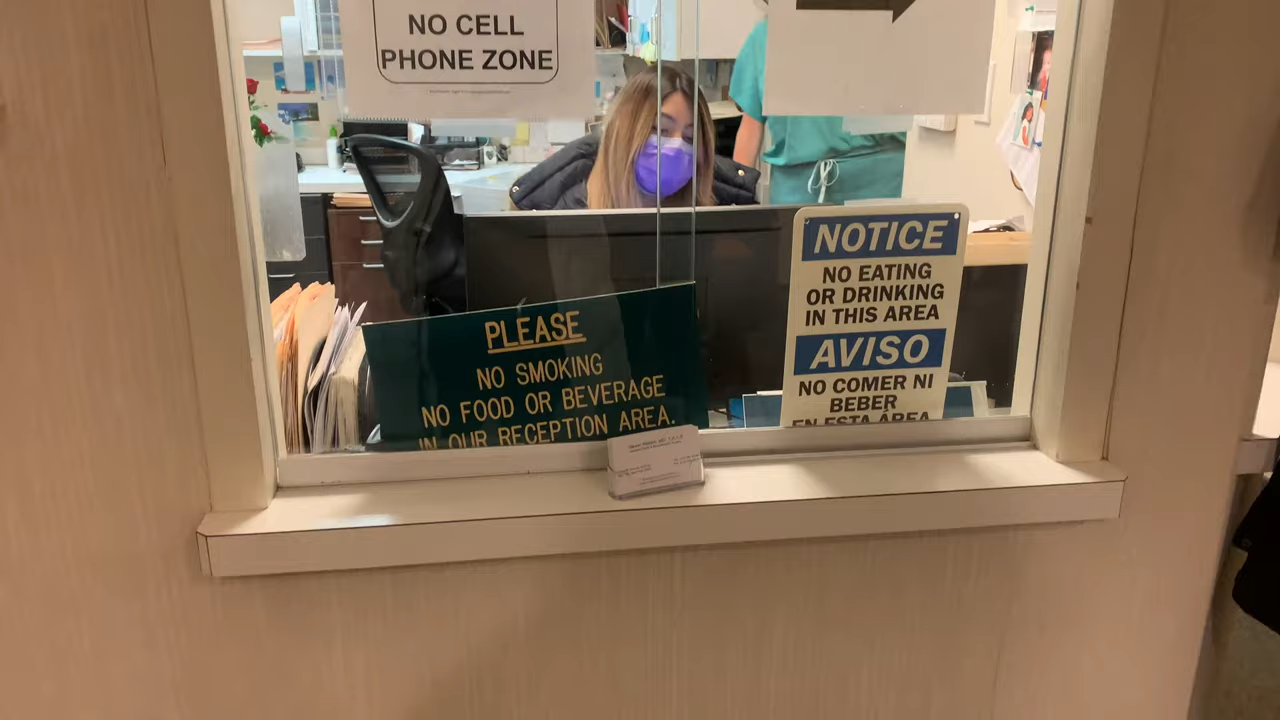 NO CELL
PHONE ZONE
PLEASE
NO SMOKING
NO FOOD OR BEVERAGE
IN OUR RECEPTION AREA.
NOTICE
NO EATING
OR DRINKING
IN THIS AREA
AVISO
NO COMER NI
BEBER
EN ESTA ÁREA